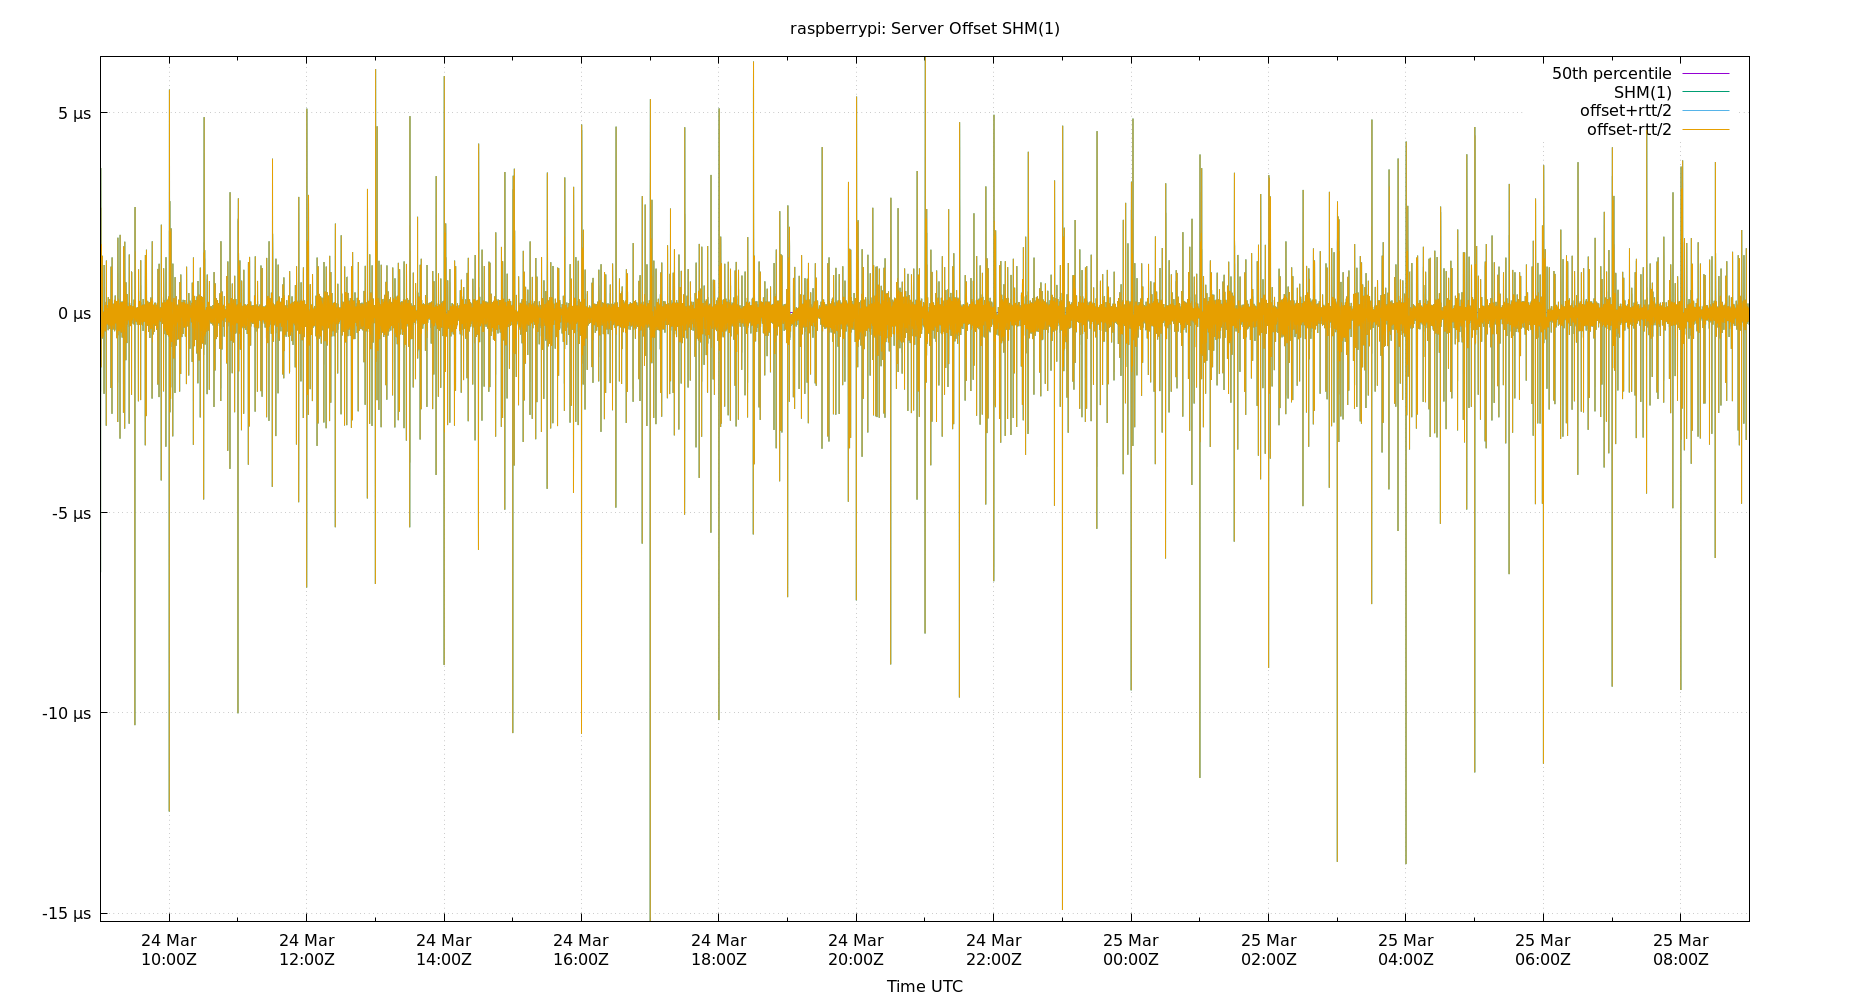 raspberrypi: Server Offset SHM(1)
50th percentile
SHM(1)
offset+rtt/2
offset-rtt/2
5 µs
0 µs
-5 µs
-10 µs
-15 µs
24 Mar 24 Mar 24 Mar 24 Mar 24 Mar 24 Mar 24 Mar 25 Mar 25 Mar 25 Mar 25 Mar 25 Mar
10:00Z 12:00Z 14:00Z 16:00Z 18:00Z 20:00Z 22:00Z 00:00Z 02:00Z 04:00Z 06:00Z 08:00Z
Time UTC